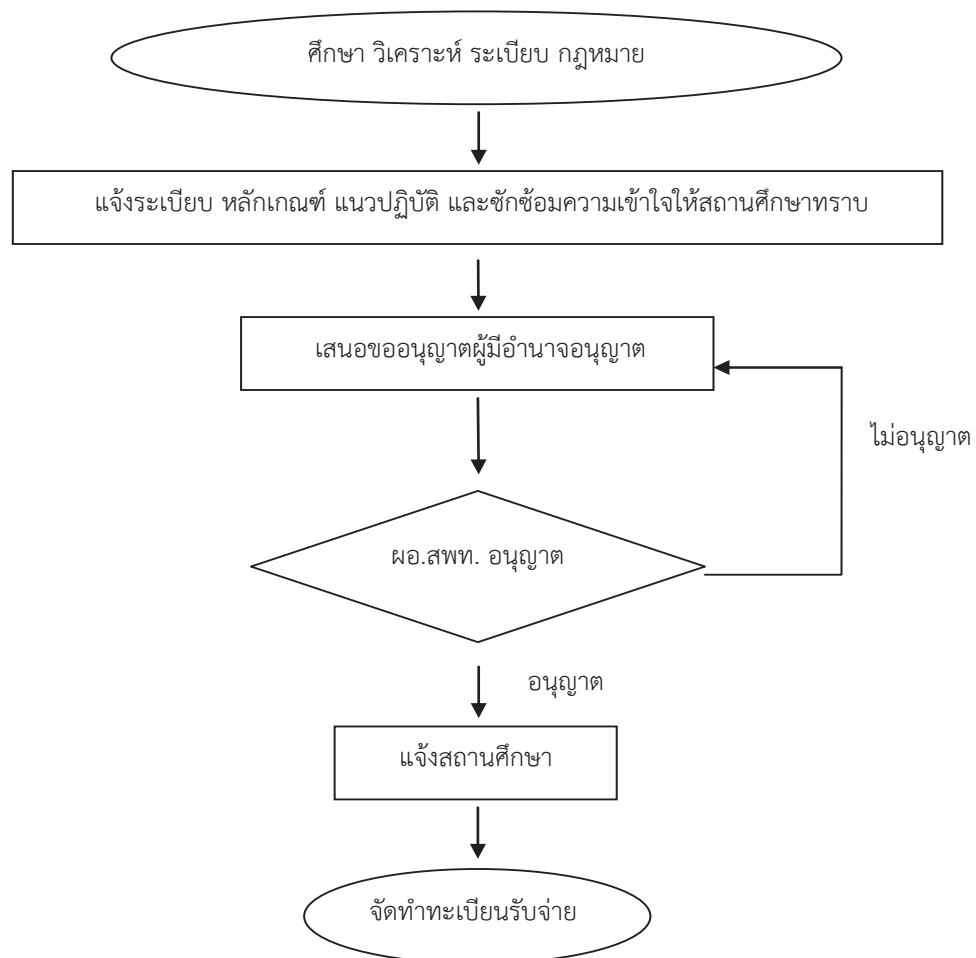 ศึกษา วิเคราะห์ ระเบียบ กฎหมาย
แจ้งระเบียบ หลักเกณฑ์ แนวปฏิบัติ และซักซ้อมความเข้าใจให้สถานศึกษาทราบ
เสนอขออนุญาตผู้มีอำนาจอนุญาต
ไม่อนุญาต
ผอ.สพท. อนุญาต
อนุญาต
แจ้งสถานศึกษา
จัดทำทะเบียนรับจ่าย